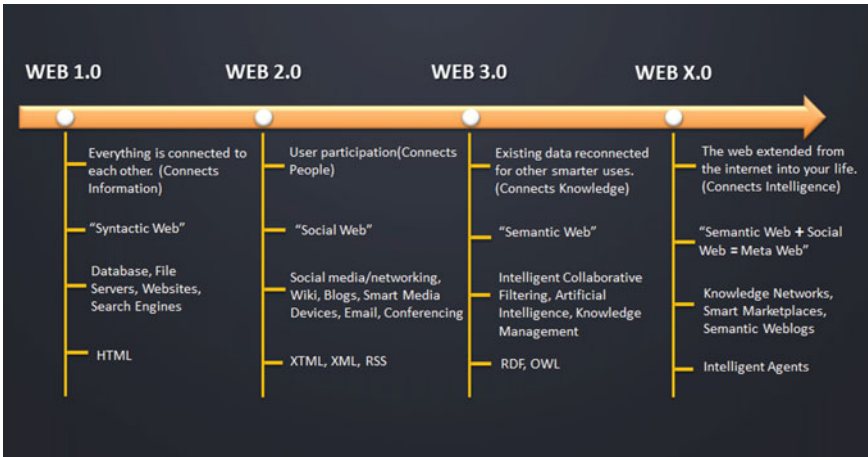 WEB 1.0
WEB 2.0
WEB 3.0
WEB X.0
Everything is connected to
each other. (Connects
Information)
"Syntactic Web"
Database, File
Servers, Websites,
Search Engines
HTML
User participation(Connects
People)
"Social Web"
Social media/networking,
Wiki, Blogs, Smart Media
Devices, Email, Conferencing
XTML, XML, RSS
Existing data reconnected
for other smarter uses.
(Connects Knowledge)
"Semantic Web"
Intelligent Collaborative
Filtering, Artificial
Intelligence, Knowledge
Management
RDF, OWL
The web extended from
the internet into your life.
(Connects Intelligence)
"Semantic Web + Social
Web = Meta Web"
Knowledge Networks,
Smart Marketplaces,
Semantic Weblogs
Intelligent Agents